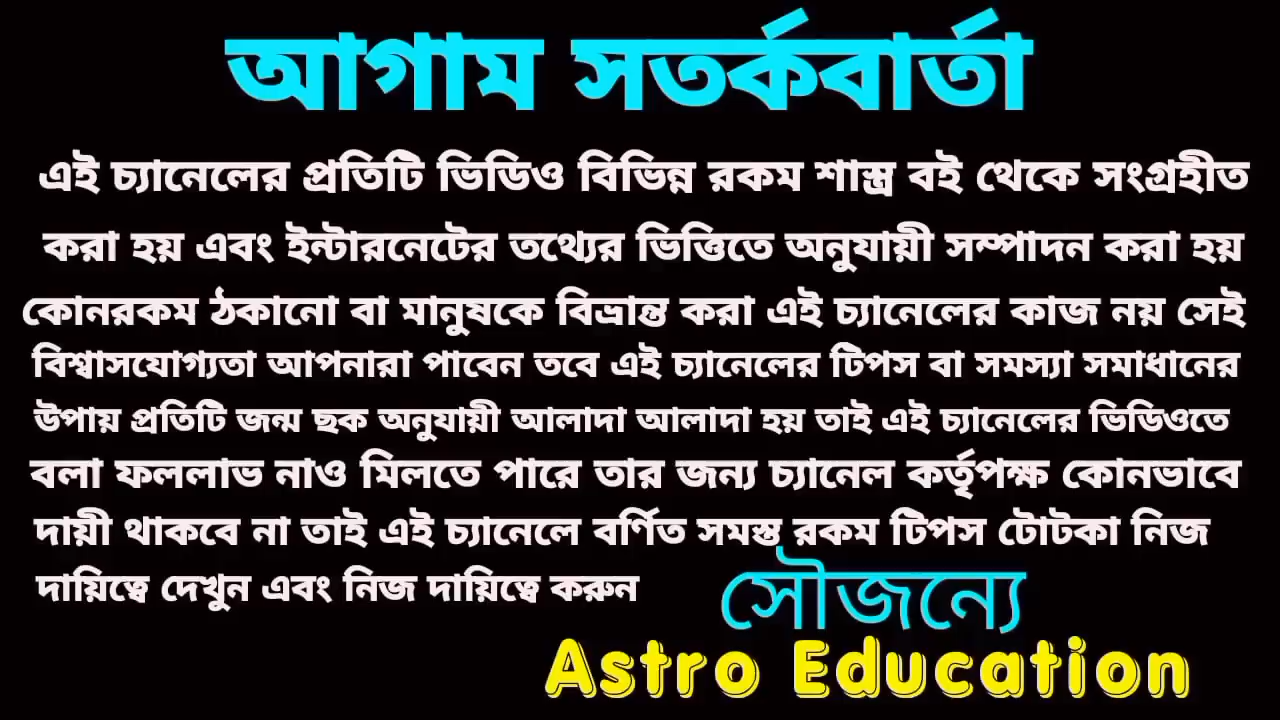 আগাম সতর্কবার্তা
এই চ্যানেলের প্রতিটি ভিডিও বিভিন্ন রকম শাস্ত্র বই থেকে সংগ্রহীত
করা হয় এবং ইন্টারনেটের তথ্যের ভিত্তিতে অনুযায়ী সম্পাদন করা হয়
কোনরকম ঠকানো বা মানুষকে বিভ্রান্ত করা এই চ্যানেলের কাজ নয় সেই
বিশ্বাসযোগ্যতা আপনারা পাবেন তবে এই চ্যানেলের টিপস বা সমস্যা সমাধানের
উপায় প্রতিটি জন্ম ছক অনুযায়ী আলাদা আলাদা হয় তাই এই চ্যানেলের ভিডিওতে
বলা ফললাভ নাও মিলতে পারে তার জন্য চ্যানেল কর্তৃপক্ষ কোনভাবে
দায়ী থাকবে না তাই এই চ্যানেলে বর্ণিত সমস্ত রকম টিপস টোটকা নিজ
দায়িত্বে দেখুন এবং নিজ দায়িত্বে করুন
সৌজন্যে
Astro Education